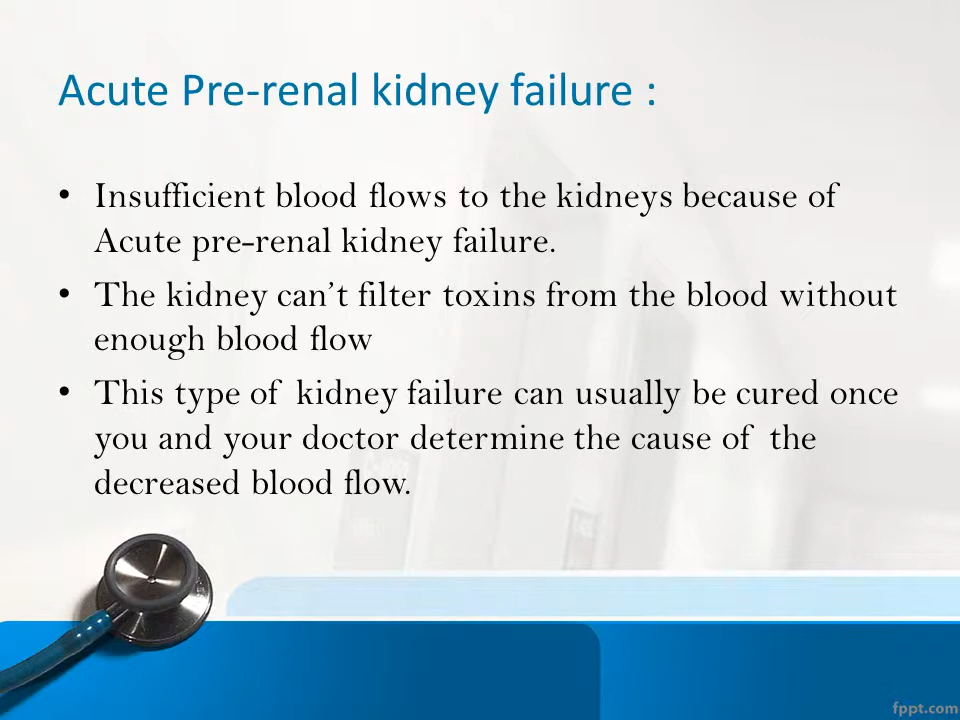 Acute Pre-renal kidney failure :
• Insufficient blood flows to the kidneys because of
Acute pre-renal kidney failure.
• The kidney can’t filter toxins from the blood without
enough blood flow
• This type of kidney failure can usually be cured once
you and your doctor determine the cause of the
decreased blood flow.
fppt.com